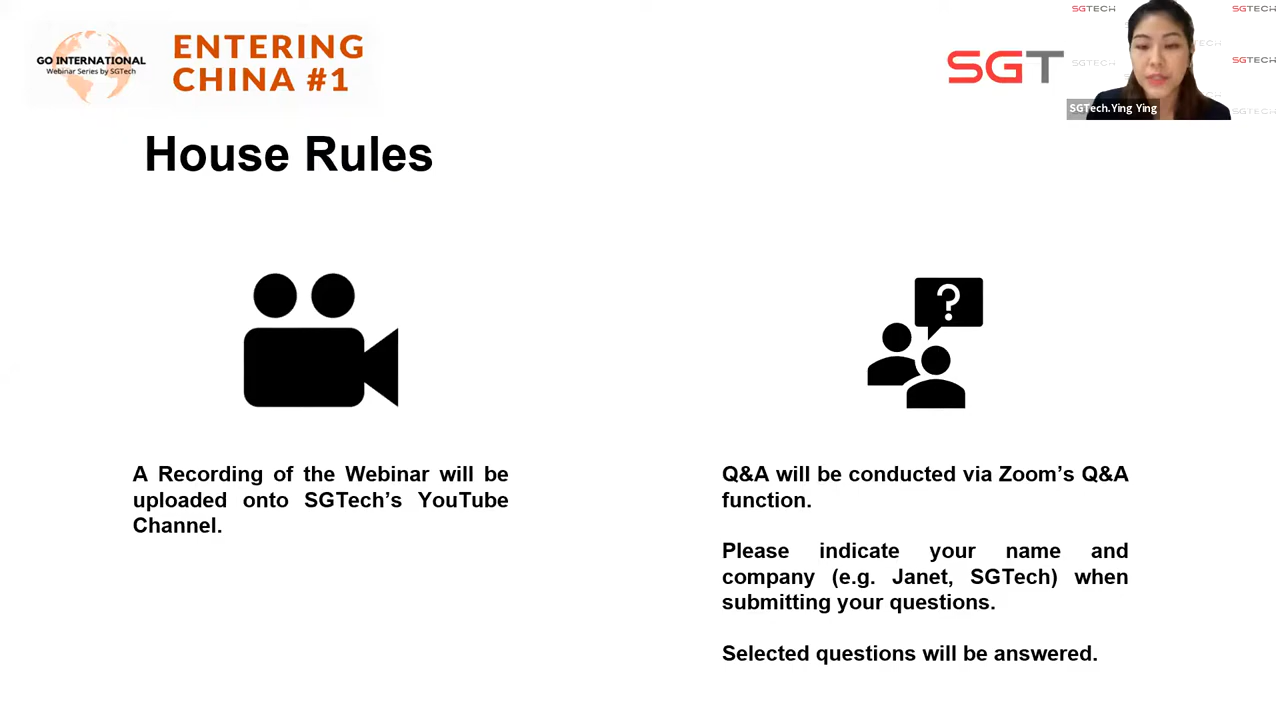 GO INTERNATIONAL
Webinar Series by SGTech
ENTERING
CHINA #1
SGT
SGTECH
SGTECH
SGTECH
SGTECH
SGTECH
SGTech.Ying Ying
House Rules
?
A Recording of the Webinar will be
uploaded onto SGTech's YouTube
Channel.
Q&A will be conducted via Zoom's Q&A
function.
Please indicate your name and
company (e.g. Janet, SGTech) when
submitting your questions.
Selected questions will be answered.